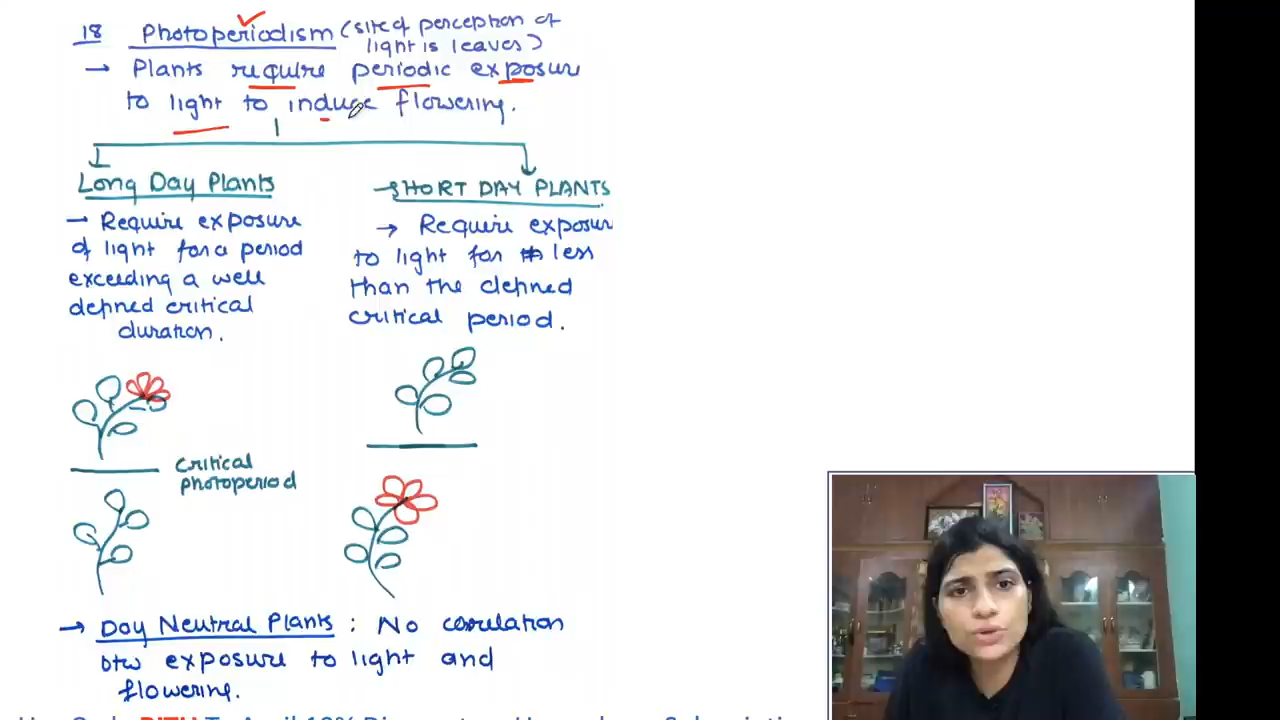 18 Photoperiodism (site of perception of
light is leaves)
→ Plants require periodic exposure
to light to induce flowering.
Long Day Plants
→ Require exposure
of light for a period
exceeding a well
defined critical
duration.
→ SHORT DAY PLANTS
→ Require exposur
to light for less
than the defined
critical period.
Critical
photoperiod
→ Day Neutral Plants : No correlation
btw exposure to light and
flowering.